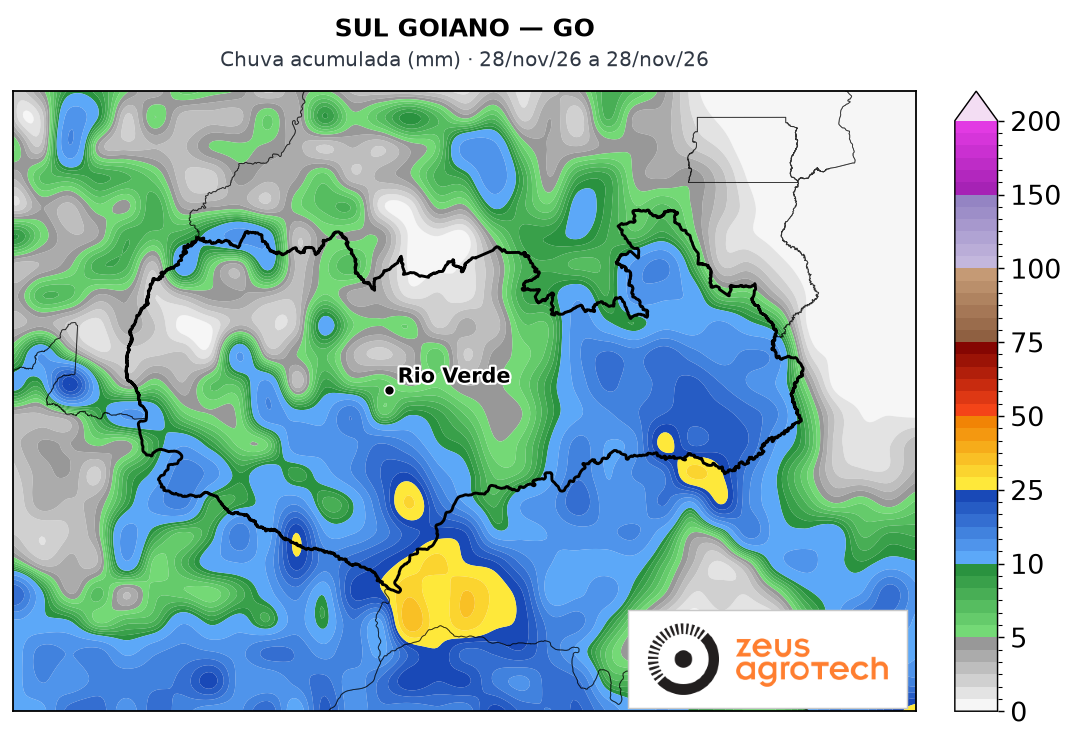 SUL GOIANO — GO
Chuva acumulada (mm) · 28/nov/26 a 28/nov/26
Rio Verde
200
150
100
75
50
25
10
5
0
zeus
agrotech